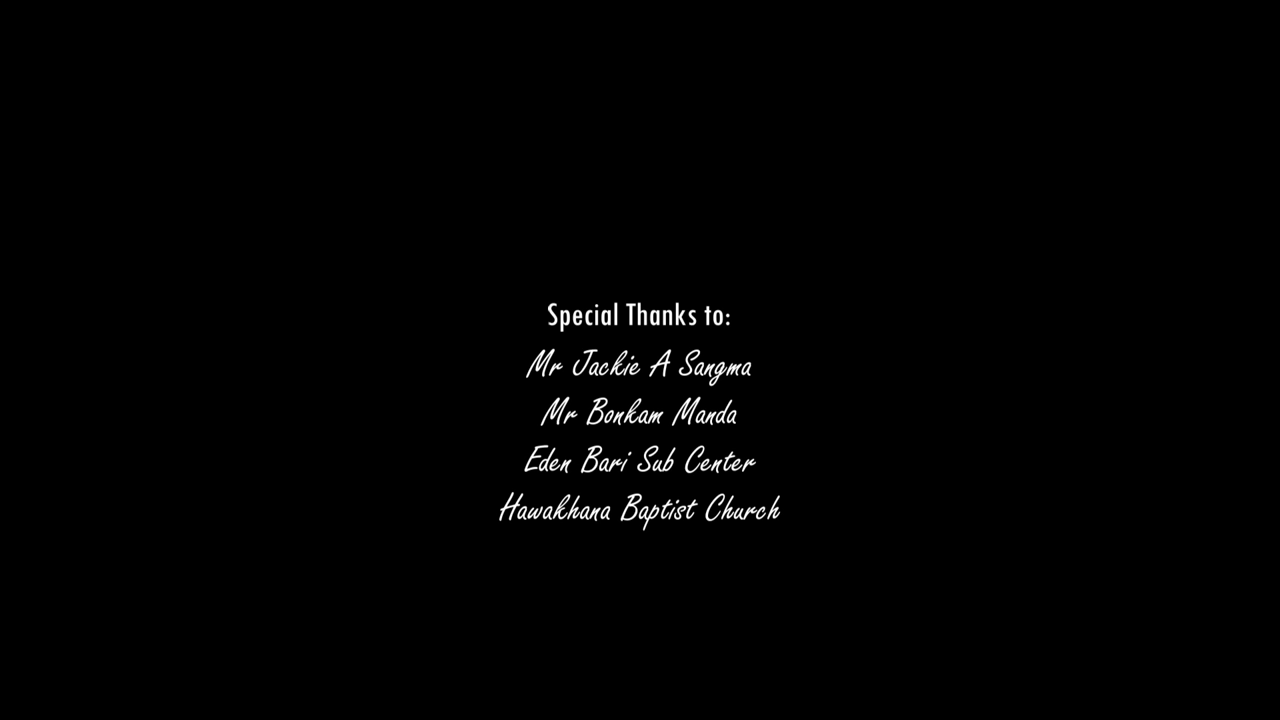 Special Thanks to:
Mr Jackie A Sangma
Mr Bonkam Manda
Eden Bari Sub Center
Hawakhana Baptist Church